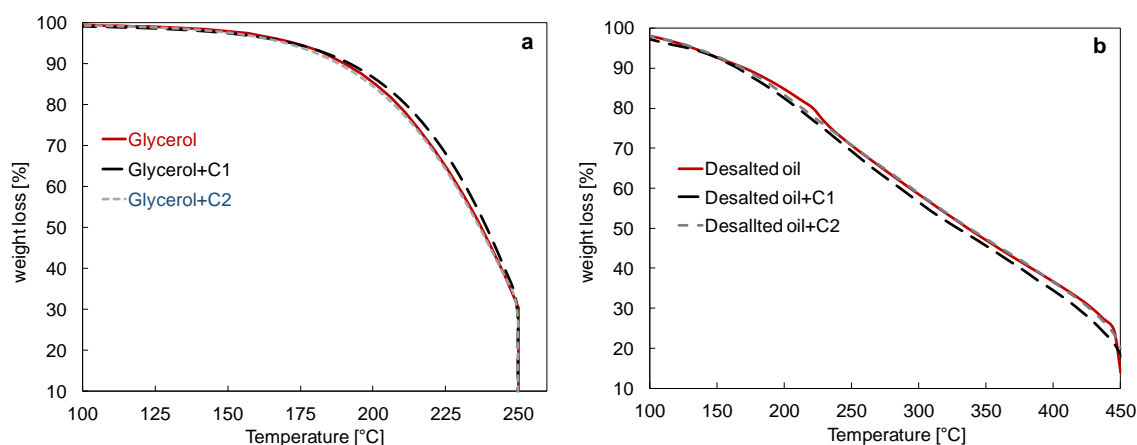 a
weight loss [%]
100
90
80
70
60
50
40
30
20
10
Glycerol
Glycerol+C1
Glycerol+C2
100 125 150 175 200 225 250
Temperature [°C]
b
weight loss [%]
100
90
80
70
60
50
40
30
20
10
Desalted oil
Desalted oil+C1
Desallted oil+C2
100 150 200 250 300 350 400 450
Temperature [°C]